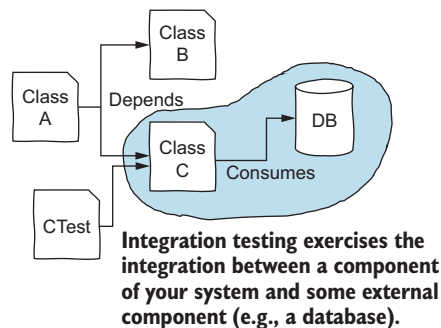 Class
B
Class
A
Depends
Class
C
DB
Consumes
CTest
Integration testing exercises the
integration between a component
of your system and some external
component (e.g., a database).